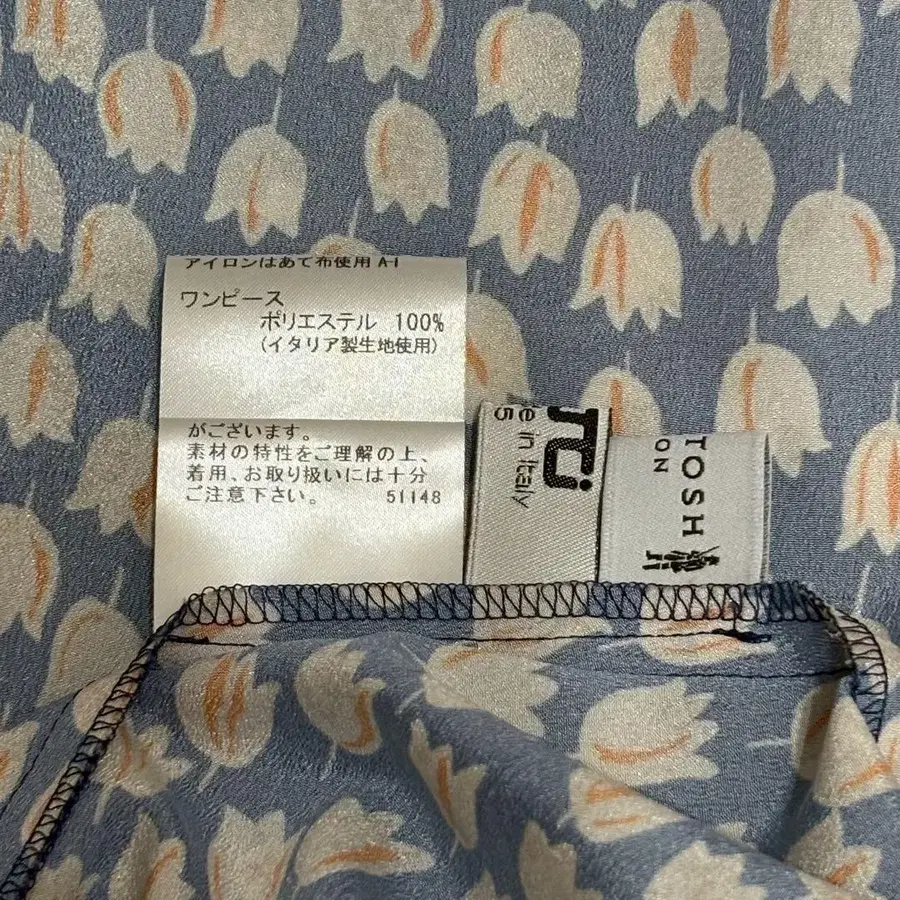 アイロンはあて布使用
ワンピース
ポリエステル 100%
(イタリア製生地使用)
がございます。
素材の特性をご理解の上、
着用、お取り扱いには十分
ご注意下さい。 51148
e in Italy
5
TOSH
ON